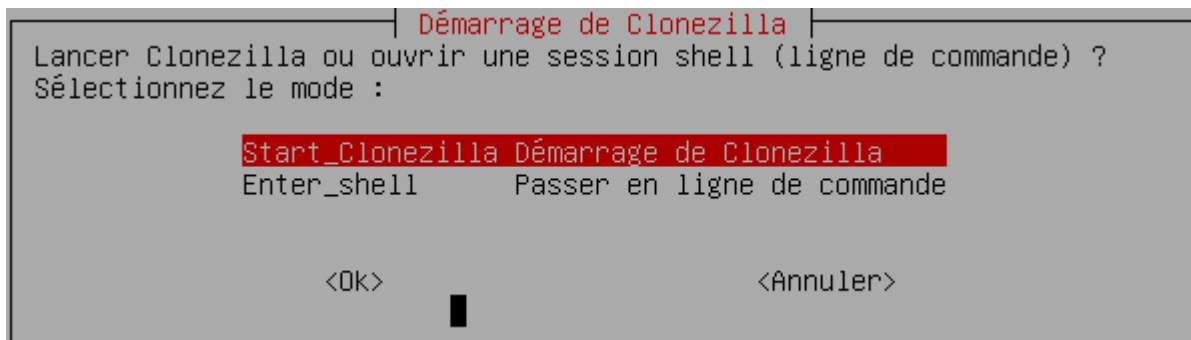 Démarrage de Clonezilla
Lancer Clonezilla ou ouvrir une session shell (ligne de commande) ?
Sélectionnez le mode :
Start_Clonezilla Démarrage de Clonezilla
Enter_shell Passer en ligne de commande
<Ok> <Annuler>